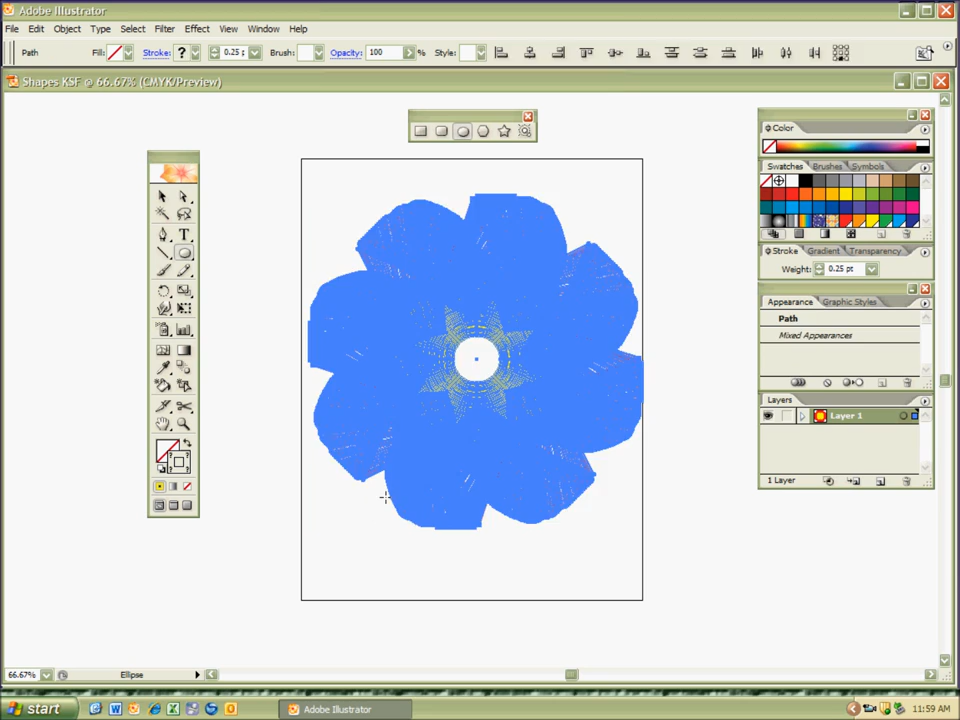 Adobe Illustrator
File Edit Object Type Select Filter Effect View Window Help
Path Fill: Stroke: ? 0.25 Brush: Opacity: 100 % Style:
Shapes KSF @ 66.67% (CMYK/Preview)
Color
Swatches Brushes Symbols
Stroke Gradient Transparency
Weight: 0.25 pt
Appearance Graphic Styles
Path
Mixed Appearances
Layers
Layer 1
1 Layer
T
? ?
66.67% Ellipse
start Adobe Illustrator 11:59 AM